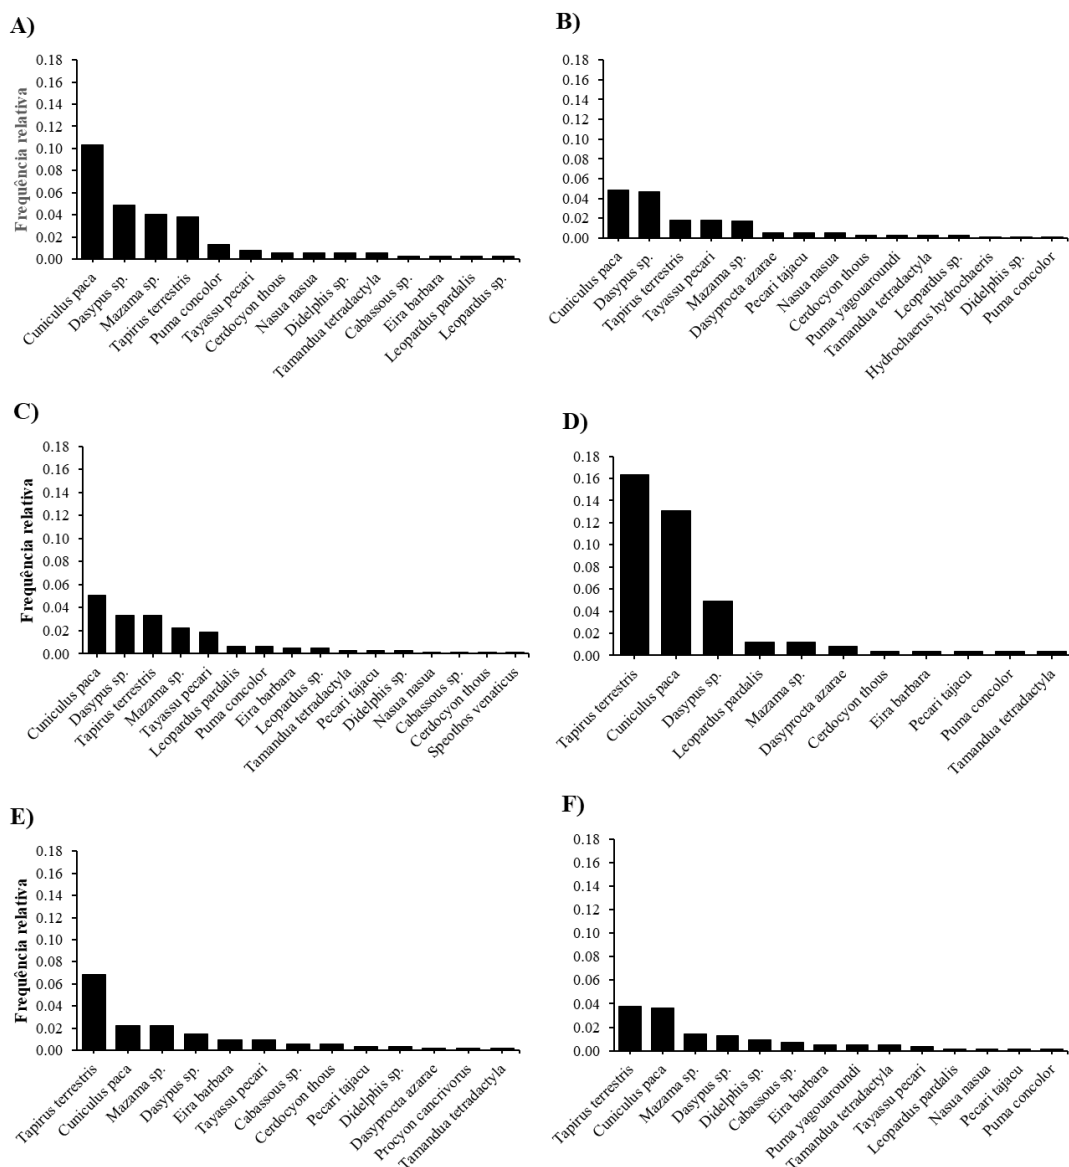 A)
Frequência relativa
0.18
0.16
0.14
0.12
0.10
0.08
0.06
0.04
0.02
0.00
Cuniculus paca
Dasypus sp.
Mazama sp.
Tapirus terrestris
Puma concolor
Tayassu pecari
Cerdocyon thous
Nasua nasua
Didelphis sp.
Tamandua tetradactyla
Cabassous sp.
Eira barbara
Leopardus pardalis
Leopardus sp.
B)
0.18
0.16
0.14
0.12
0.10
0.08
0.06
0.04
0.02
0.00
Cuniculus paca
Dasypus sp.
Tapirus terrestris
Tayassu pecari
Mazama sp.
Dasyprocta azarae
Pecari tajacu
Nasua nasua
Cerdocyon thous
Puma yagouaroundi
Tamandua tetradactyla
Leopardus sp.
Hydrochaerus hydrochaeris
Didelphis sp.
Puma concolor
C)
Frequência relativa
0.18
0.16
0.14
0.12
0.10
0.08
0.06
0.04
0.02
0.00
Cuniculus paca
Dasypus sp.
Tapirus terrestris
Mazama sp.
Tayassu pecari
Leopardus pardalis
Puma concolor
Eira barbara
Leopardus sp.
Tamandua tetradactyla
Pecari tajacu
Didelphis sp.
Nasua nasua
Cabassous sp.
Cerdocyon thous
Speothos venaticus
D)
0.18
0.16
0.14
0.12
0.10
0.08
0.06
0.04
0.02
0.00
Tapirus terrestris
Cuniculus paca
Dasypus sp.
Leopardus pardalis
Mazama sp.
Dasyprocta azarae
Cerdocyon thous
Eira barbara
Pecari tajacu
Puma concolor
Tamandua tetradactyla
E)
Frequência relativa
0.18
0.16
0.14
0.12
0.10
0.08
0.06
0.04
0.02
0.00
Tapirus terrestris
Cuniculus paca
Mazama sp.
Dasypus sp.
Eira barbara
Tayassu pecari
Cabassous sp.
Cerdocyon thous
Pecari tajacu
Didelphis sp.
Dasyprocta azarae
Procyon cancrivorus
Tamandua tetradactyla
F)
0.18
0.16
0.14
0.12
0.10
0.08
0.06
0.04
0.02
0.00
Tapirus terrestris
Cuniculus paca
Mazama sp.
Dasypus sp.
Didelphis sp.
Cabassous sp.
Eira barbara
Puma yagouaroundi
Tamandua tetradactyla
Tayassu pecari
Leopardus pardalis
Nasua nasua
Pecari tajacu
Puma concolor